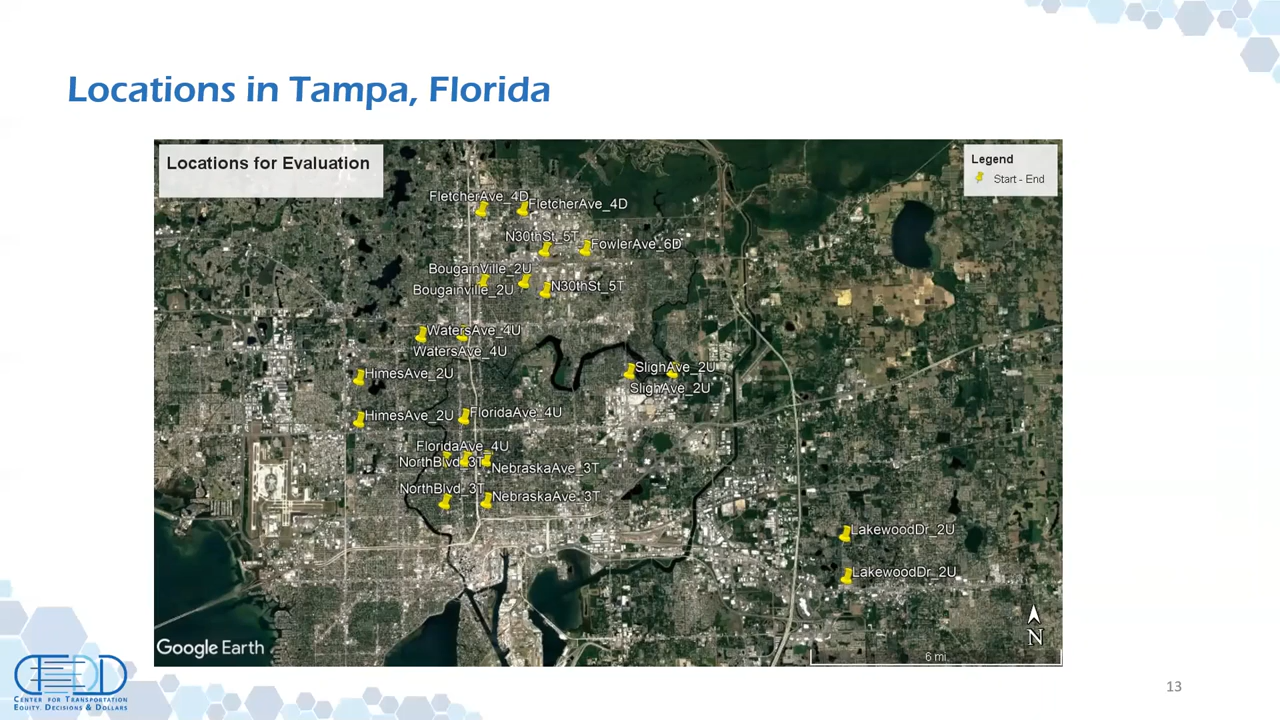 Locations in Tampa, Florida
Locations for Evaluation
Legend
Start - End
FletcherAve_4D
FletcherAve_4D
N30thSt_5T
FowlerAve_6D
BougainVille_2U
N30thSt_5T
Bougainville_2U
WatersAve_4U
WatersAve_4U
SlighAve_2U
HimesAve_2U
SlighAve_2U
HimesAve_2U
FloridaAve_4U
FloridaAve_4U
NorthBlvd_3T
NebraskaAve_3T
NorthBlvd_3T
NebraskaAve_3T
LakewoodDr_2U
LakewoodDr_2U
N
Google Earth
6 mi
CTEDD
CENTER FOR TRANSPORTATION
EQUITY, DECISIONS & DOLLARS
13